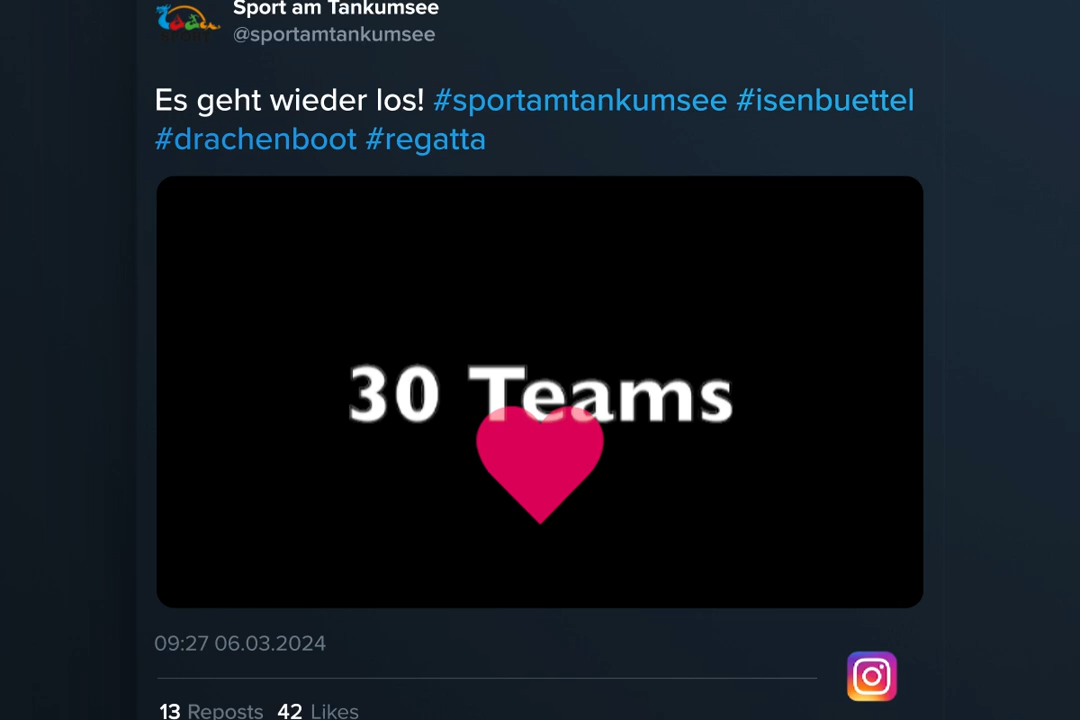 Sport am Tankumsee
@sportamtankumsee
Es geht wieder los! #sportamtankumsee #isenbuettel
#drachenboot #regatta
30 Teams
09:27 06.03.2024
13 Reposts 42 Likes